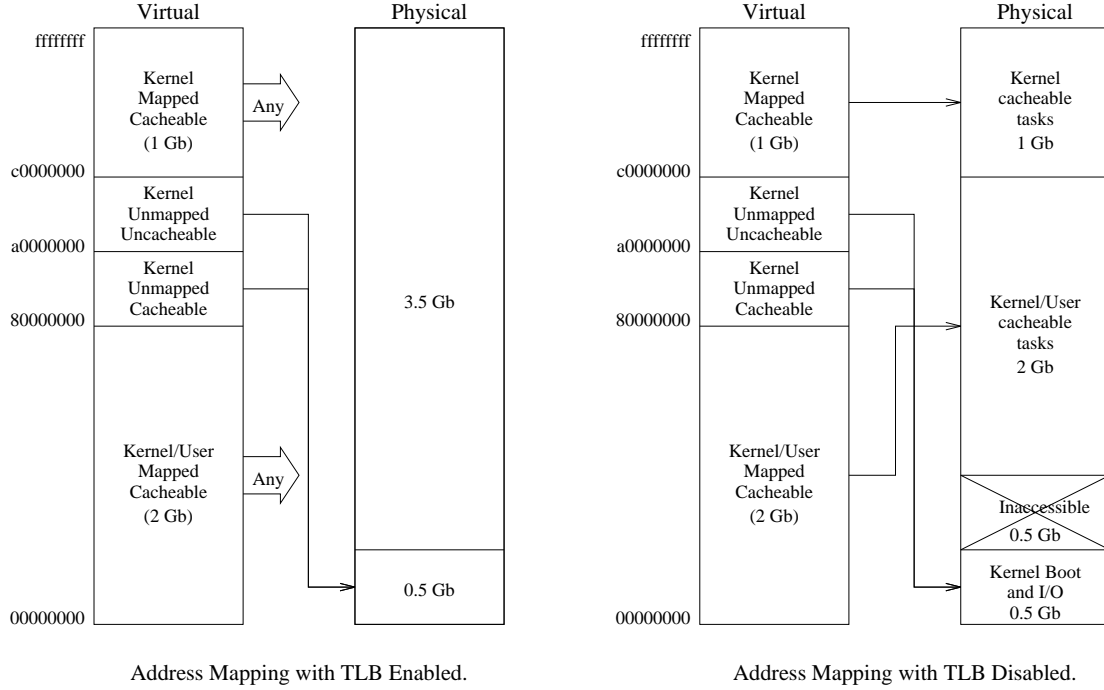 Virtual
Physical
ffffffff
Kernel
Mapped
Cacheable
(1 Gb)
Any
c0000000
Kernel
Unmapped
Uncacheable
a0000000
Kernel
Unmapped
Cacheable
80000000
3.5 Gb
Kernel/User
Mapped
Cacheable
(2 Gb)
Any
0.5 Gb
00000000
Address Mapping with TLB Enabled.
Virtual
Physical
ffffffff
Kernel
Mapped
Cacheable
(1 Gb)
Kernel
cacheable
tasks
1 Gb
c0000000
Kernel
Unmapped
Uncacheable
a0000000
Kernel
Unmapped
Cacheable
80000000
Kernel/User
cacheable
tasks
2 Gb
Kernel/User
Mapped
Cacheable
(2 Gb)
Inaccessible
0.5 Gb
Kernel Boot
and I/O
0.5 Gb
00000000
Address Mapping with TLB Disabled.